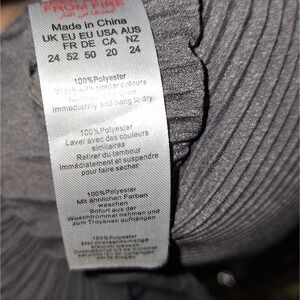 FROM FIRE
Made in China
UK EU EU USA AUS
FR DE CA NZ
24 52 50 20 24
100%Polyester
Wash with similar colours
Immediately and hang to dry.
100%Polyester
Laver avec des couleurs
similaires
Retirer du tambour
immédiatement et suspendre
pour faire sécher.
100%Polyester
Mit ähnlichen Farben
waschen
Sofort aus der
Waschtrommel nehmen und
zum Trocknen aufhängen
100%Polyester